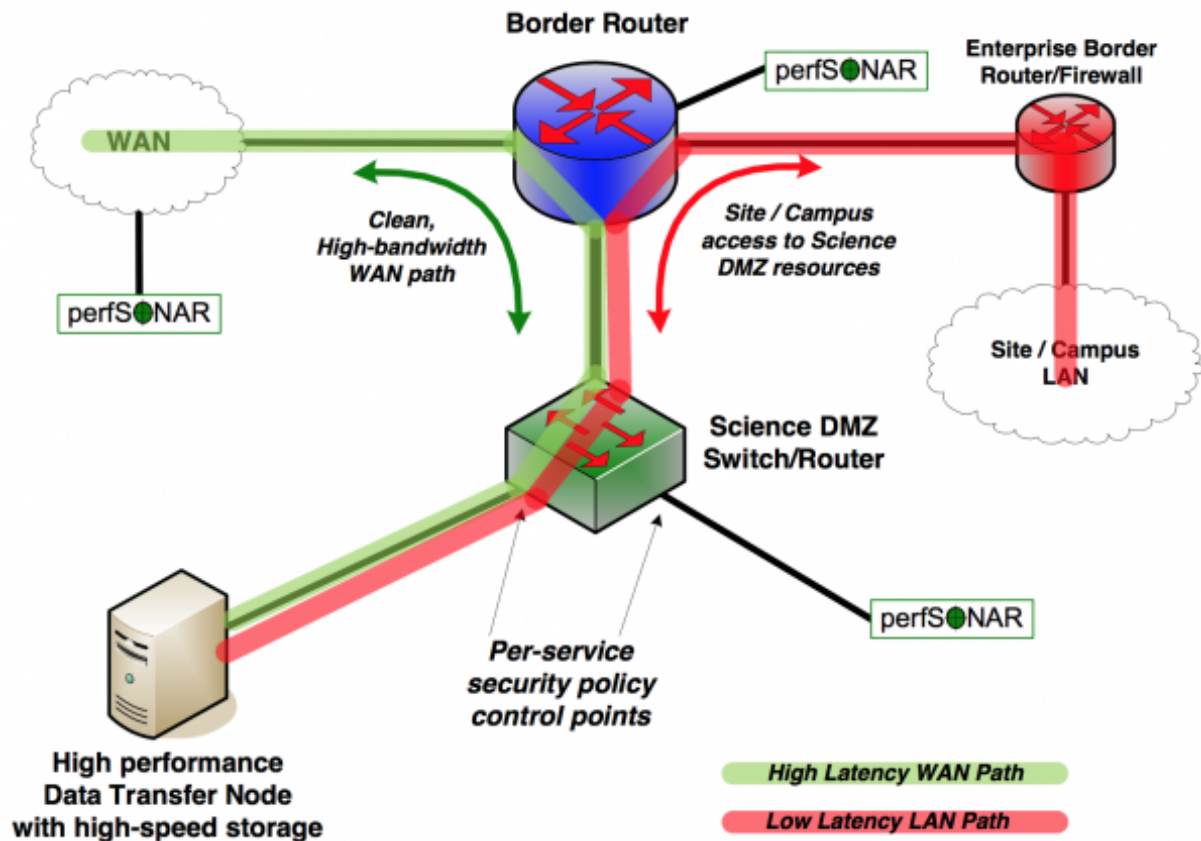 Border Router
perfSONAR
Enterprise Border
Router/Firewall
WAN
Clean,
High-bandwidth
WAN path
Site / Campus
access to Science
DMZ resources
perfSONAR
Site / Campus
LAN
Science DMZ
Switch/Router
perfSONAR
Per-service
security policy
control points
High performance
Data Transfer Node
with high-speed storage
High Latency WAN Path
Low Latency LAN Path